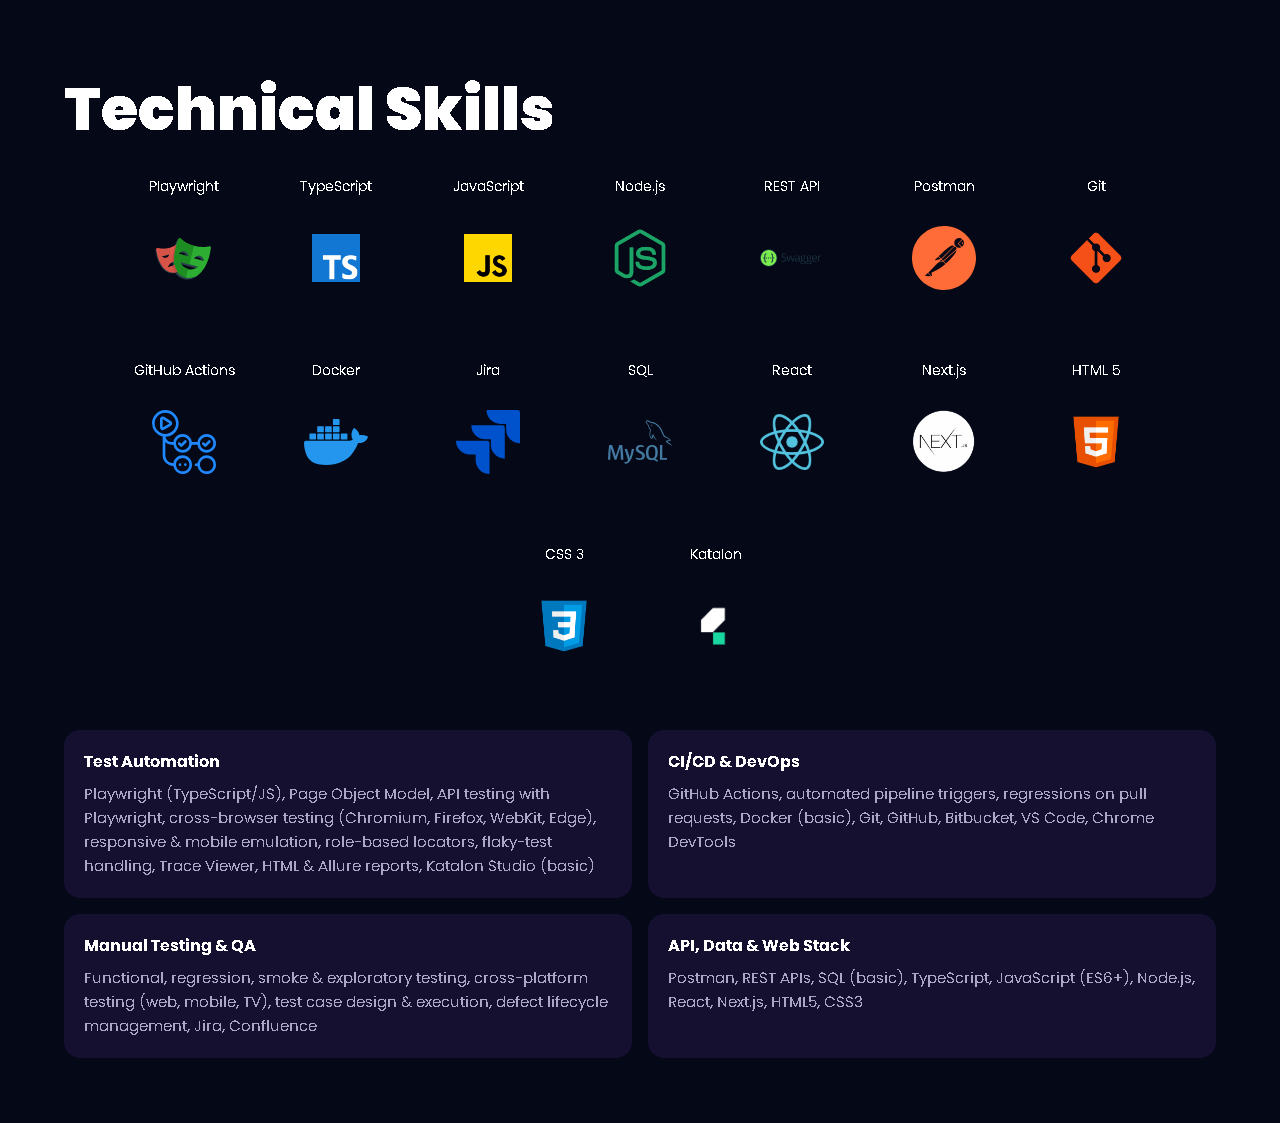 Technical Skills
Playwright TypeScript JavaScript Node.js REST API Postman Git
TS JS JS Swagger
GitHub Actions Docker Jira SQL React Next.js HTML 5
MySQL NEXT.JS 5
CSS 3 Katalon
3
Test Automation
Playwright (TypeScript/JS), Page Object Model, API testing with
Playwright, cross-browser testing (Chromium, Firefox, WebKit, Edge),
responsive & mobile emulation, role-based locators, flaky-test
handling, Trace Viewer, HTML & Allure reports, Katalon Studio (basic)
CI/CD & DevOps
GitHub Actions, automated pipeline triggers, regressions on pull
requests, Docker (basic), Git, GitHub, Bitbucket, VS Code, Chrome
DevTools
Manual Testing & QA
Functional, regression, smoke & exploratory testing, cross-platform
testing (web, mobile, TV), test case design & execution, defect lifecycle
management, Jira, Confluence
API, Data & Web Stack
Postman, REST APIs, SQL (basic), TypeScript, JavaScript (ES6+), Node.js,
React, Next.js, HTML5, CSS3